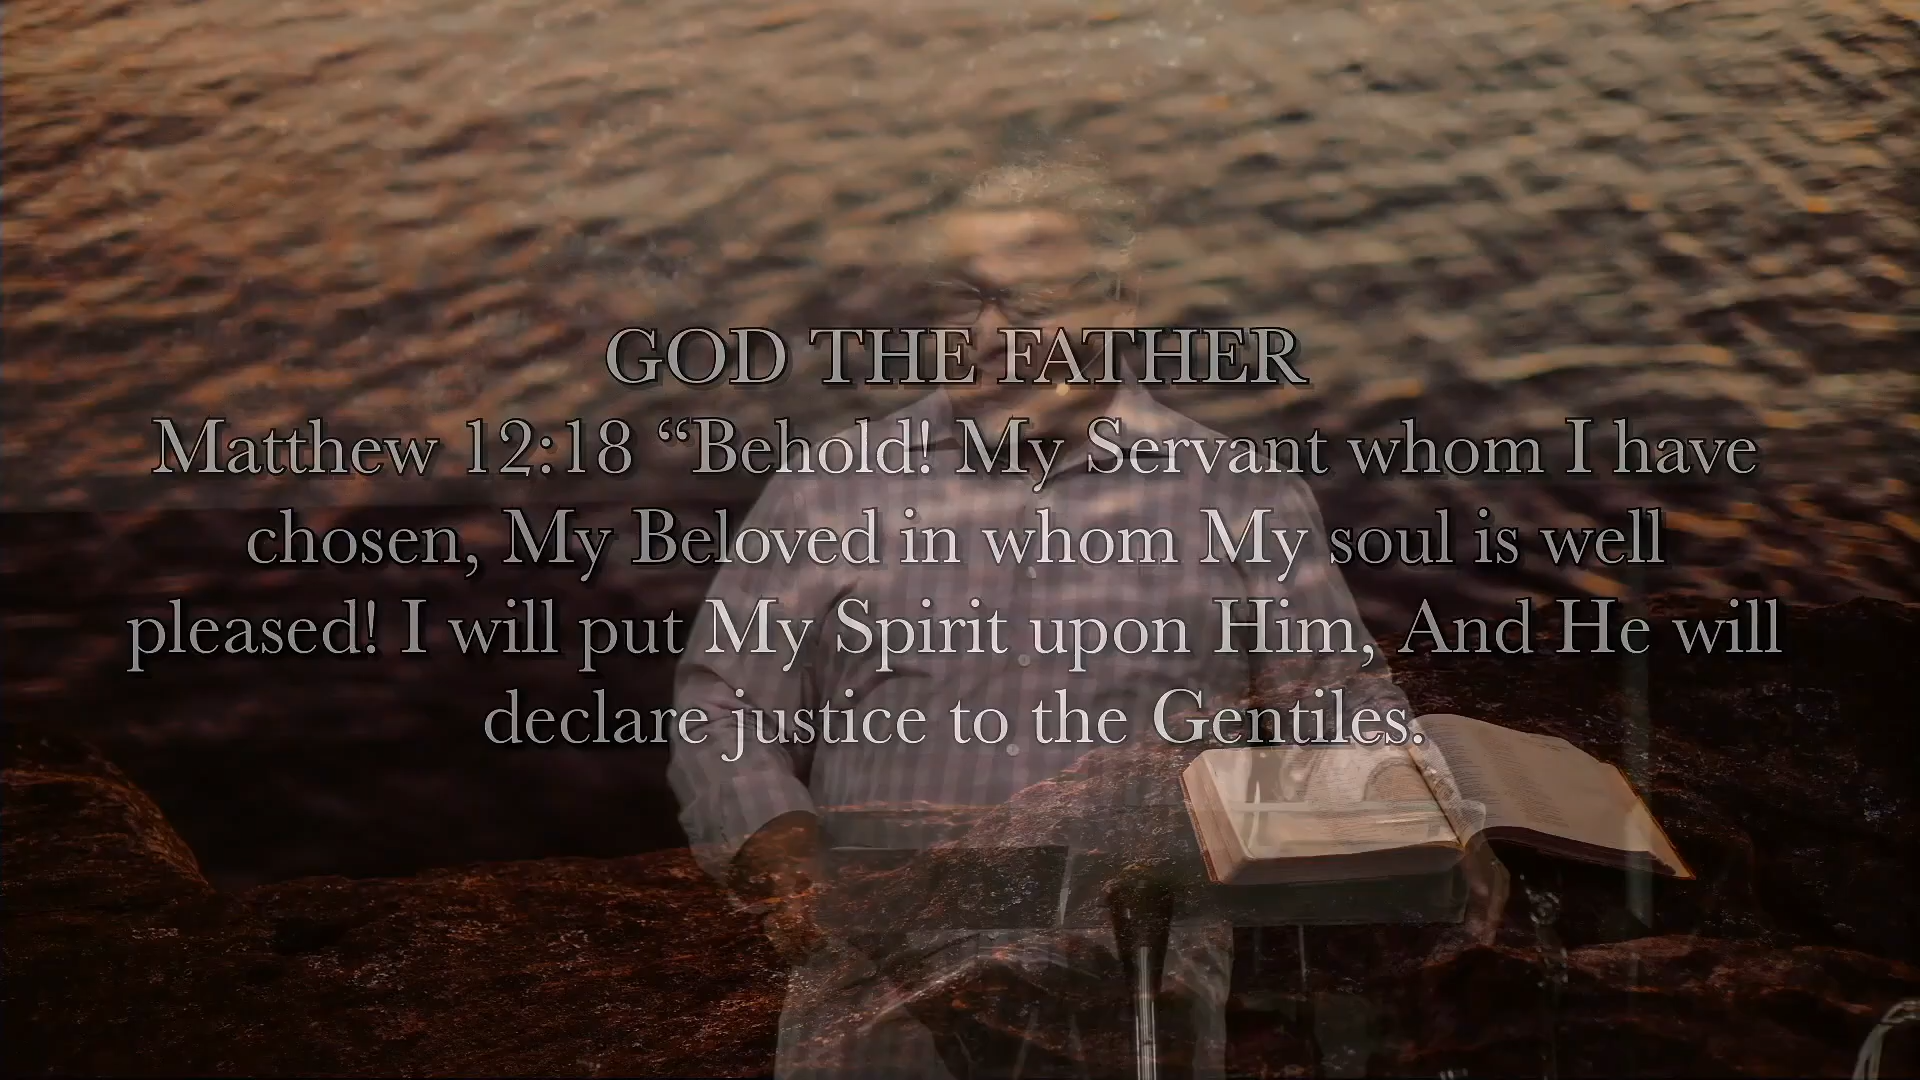 GOD THE FATHER
Matthew 12:18 “Behold! My Servant whom I have
chosen, My Beloved in whom My soul is well
pleased! I will put My Spirit upon Him, And He will
declare justice to the Gentiles.